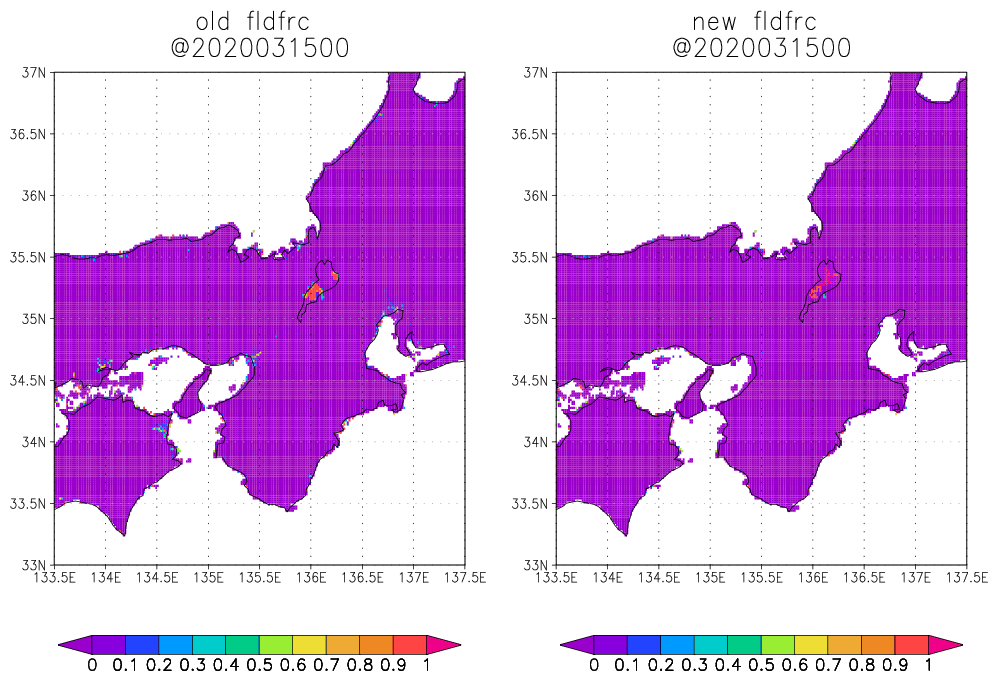 old fldfrc
@2020031500
37N
36.5N
36N
35.5N
35N
34.5N
34N
33.5N
33N
133.5E 134E 134.5E 135E 135.5E 136E 136.5E 137E 137.5E
0 0.1 0.2 0.3 0.4 0.5 0.6 0.7 0.8 0.9 1
new fldfrc
@2020031500
37N
36.5N
36N
35.5N
35N
34.5N
34N
33.5N
33N
133.5E 134E 134.5E 135E 135.5E 136E 136.5E 137E 137.5E
0 0.1 0.2 0.3 0.4 0.5 0.6 0.7 0.8 0.9 1